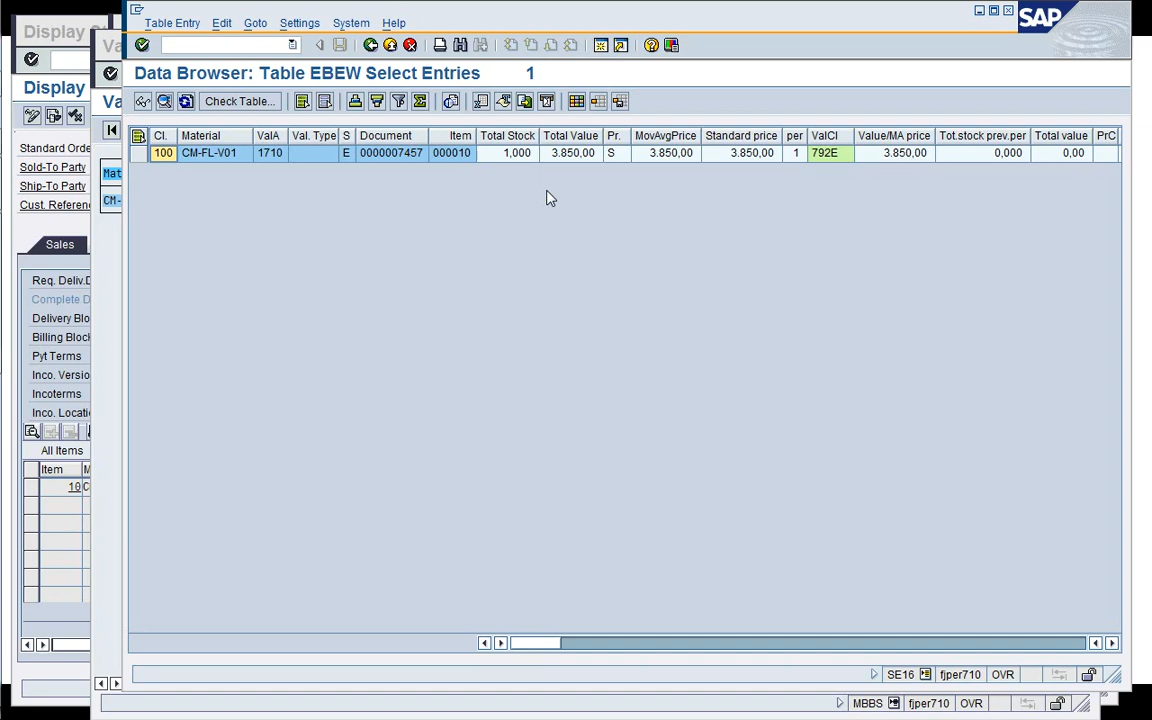 Table Entry Edit Goto Settings System Help
SAP
Data Browser: Table EBEW Select Entries 1
Check Table...
Cl. Material ValA Val. Type S Document Item Total Stock Total Value Pr. MovAvgPrice Standard price per ValCl Value/MA price Tot.stock prev.per Total value PrC
100 CM-FL-V01 1710 E 0000007457 000010 1,000 3.850,00 S 3.850,00 3.850,00 1 792E 3.850,00 0,000 0,00
SE16 fjper710 OVR
MBBS fjper710 OVR
Va
Va
Mat
CM-
Display S
Display
Standard Orde
Sold-To Party
Ship-To Party
Cust. Referen
Sales
Req. Deliv.D
Complete D
Delivery Blo
Billing Block
Pyt Terms
Inco. Versio
Incoterms
Inco. Locati
All Items
Item M
10 C